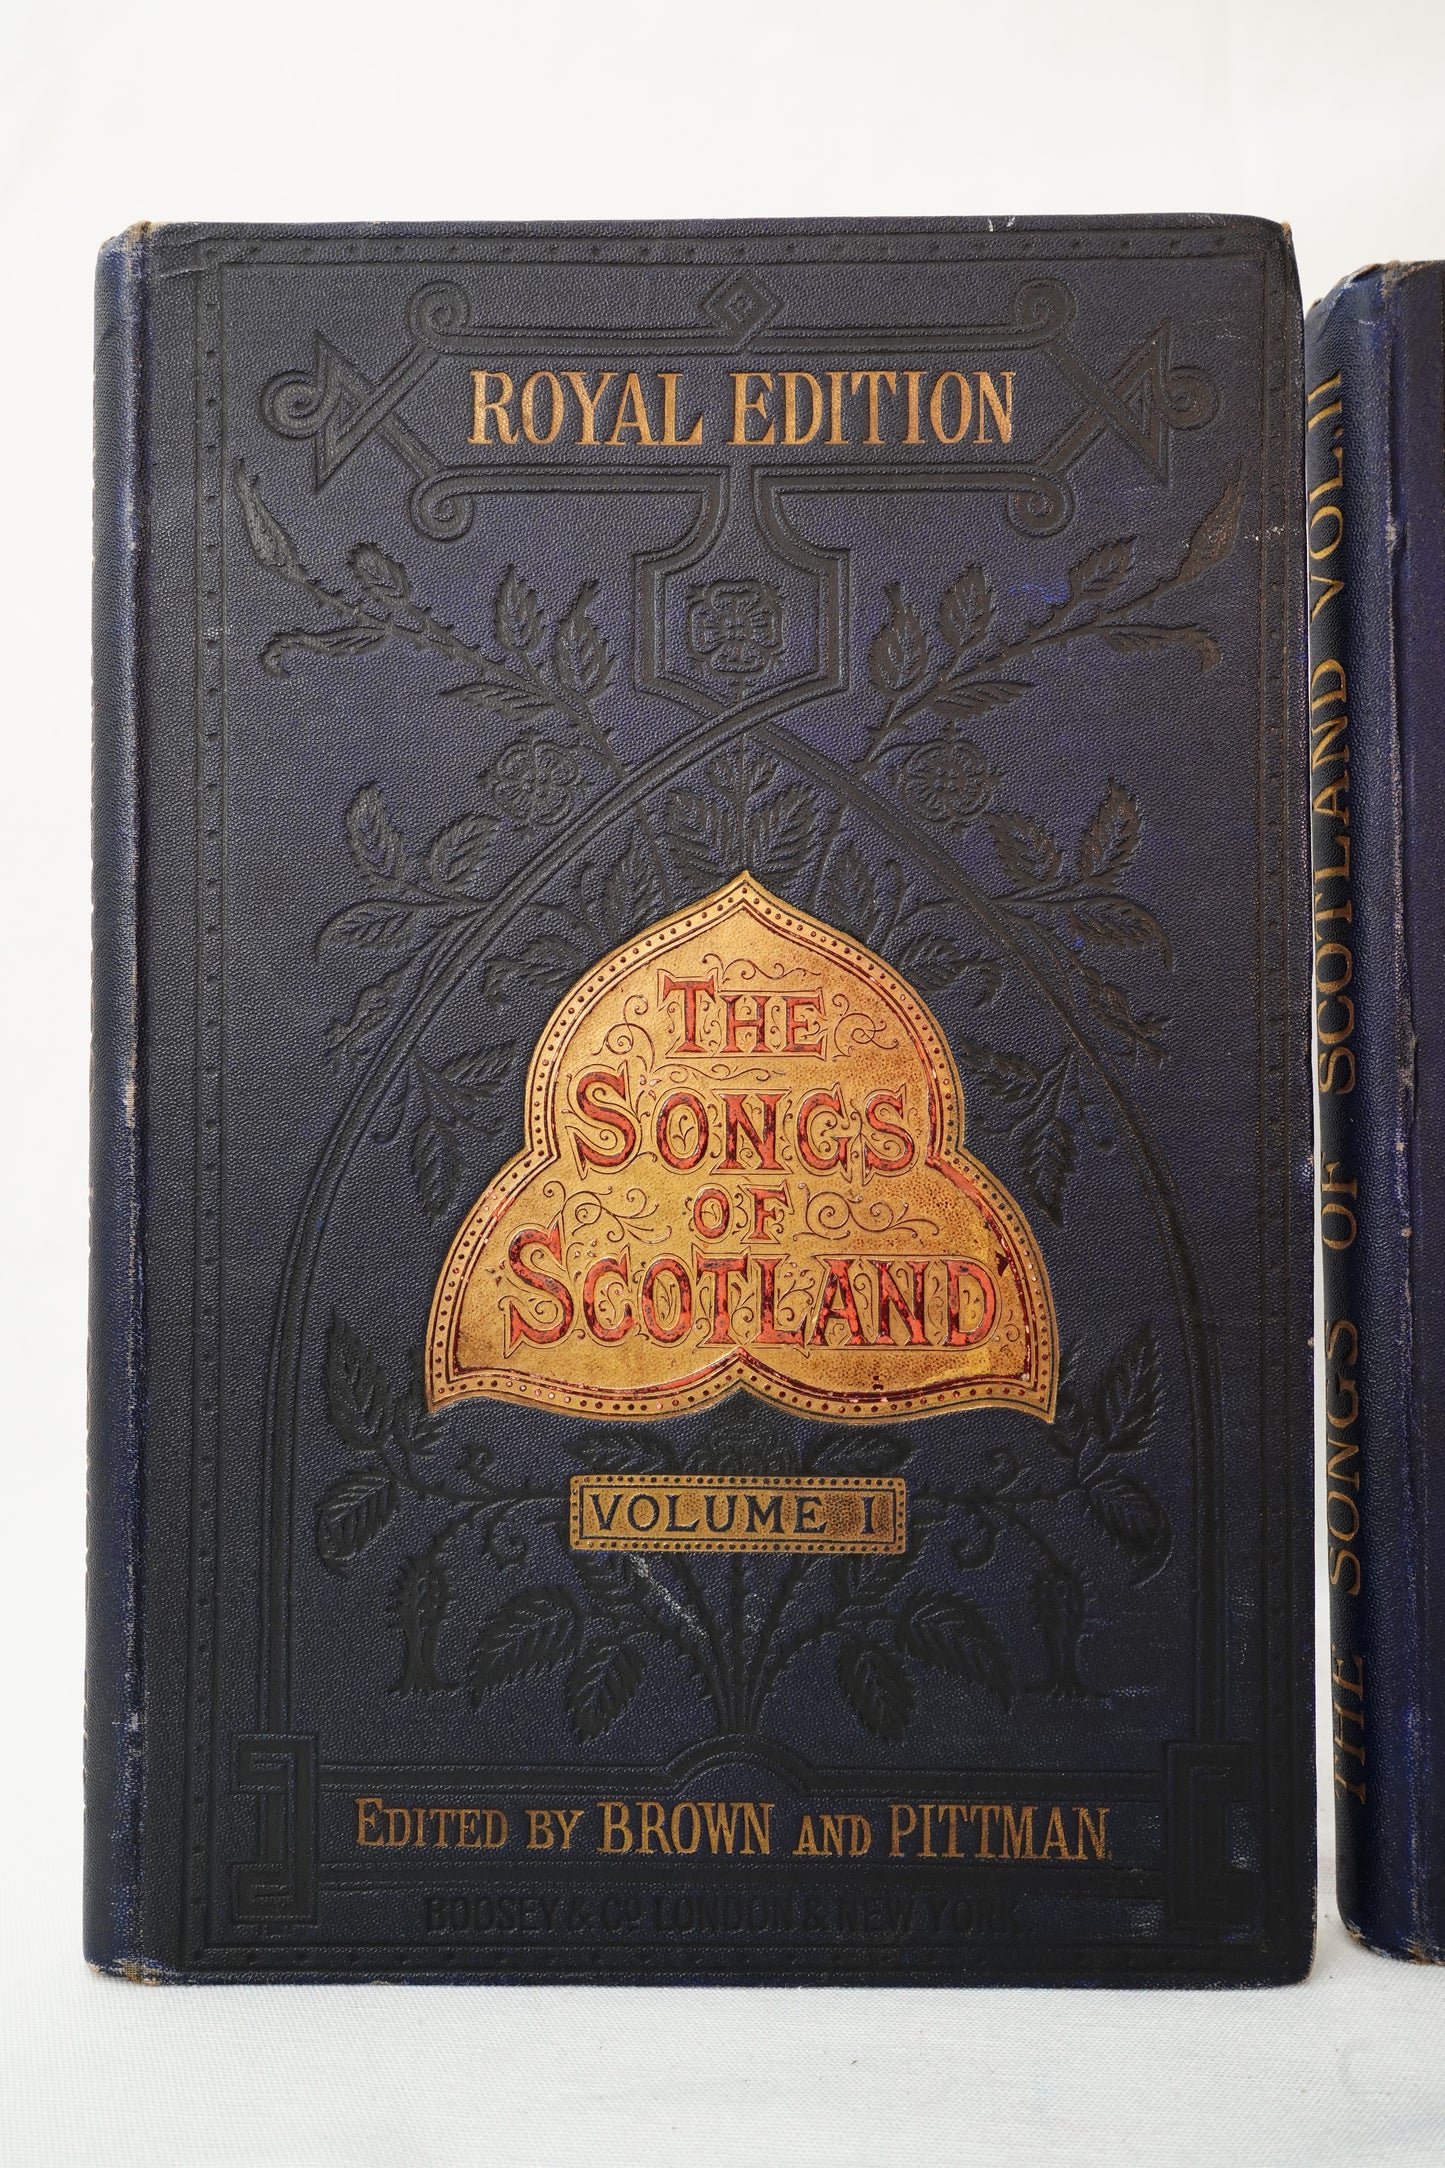 ROYAL EDITION
THE
SONGS
OF
SCOTLAND
VOLUME I
EDITED BY BROWN AND PITTMAN.
BOOSEY & Co. LONDON & NEW YORK.
THE SONGS OF SCOTLAND VOL. II